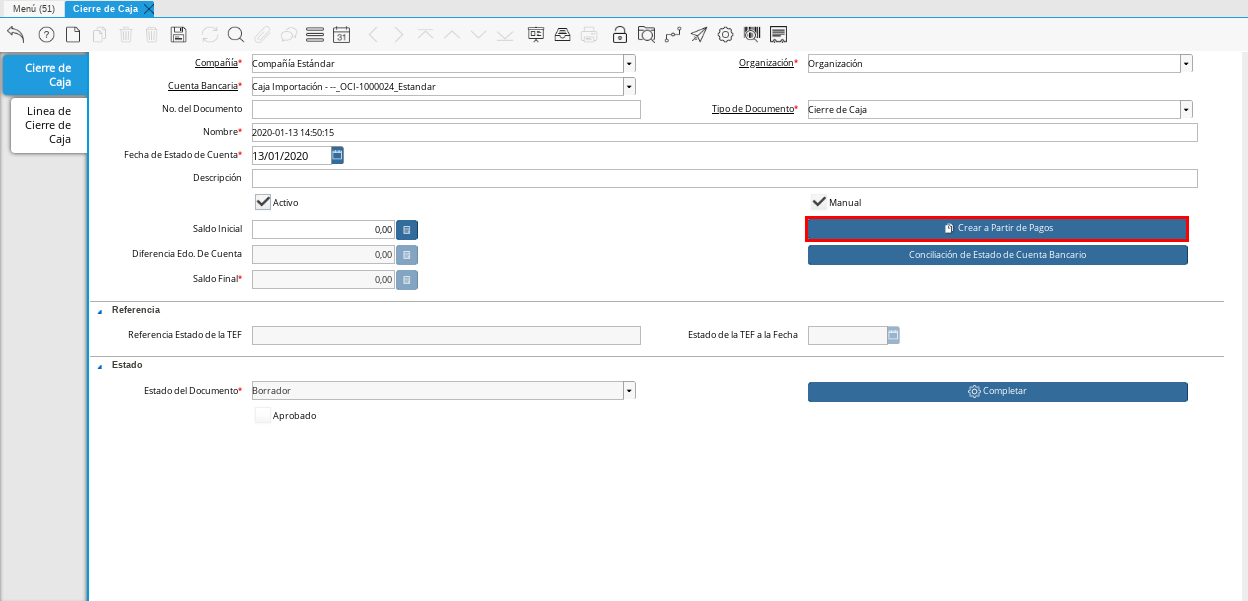 Menú (51)
Cierre de Caja
?
31
Cierre de
Caja
Linea de
Cierre de
Caja
Compañía* Compañía Estándar
Organización* Organización
Cuenta Bancaria* Caja Importación - --_OCI-1000024_Estandar
No. del Documento
Tipo de Documento* Cierre de Caja
Nombre* 2020-01-13 14:50:15
Fecha de Estado de Cuenta* 13/01/2020
Descripción
Activo
Manual
Saldo Inicial 0,00
Crear a Partir de Pagos
Diferencia Edo. De Cuenta 0,00
Conciliación de Estado de Cuenta Bancario
Saldo Final* 0,00
Referencia
Referencia Estado de la TEF
Estado de la TEF a la Fecha
Estado
Estado del Documento* Borrador
Completar
Aprobado